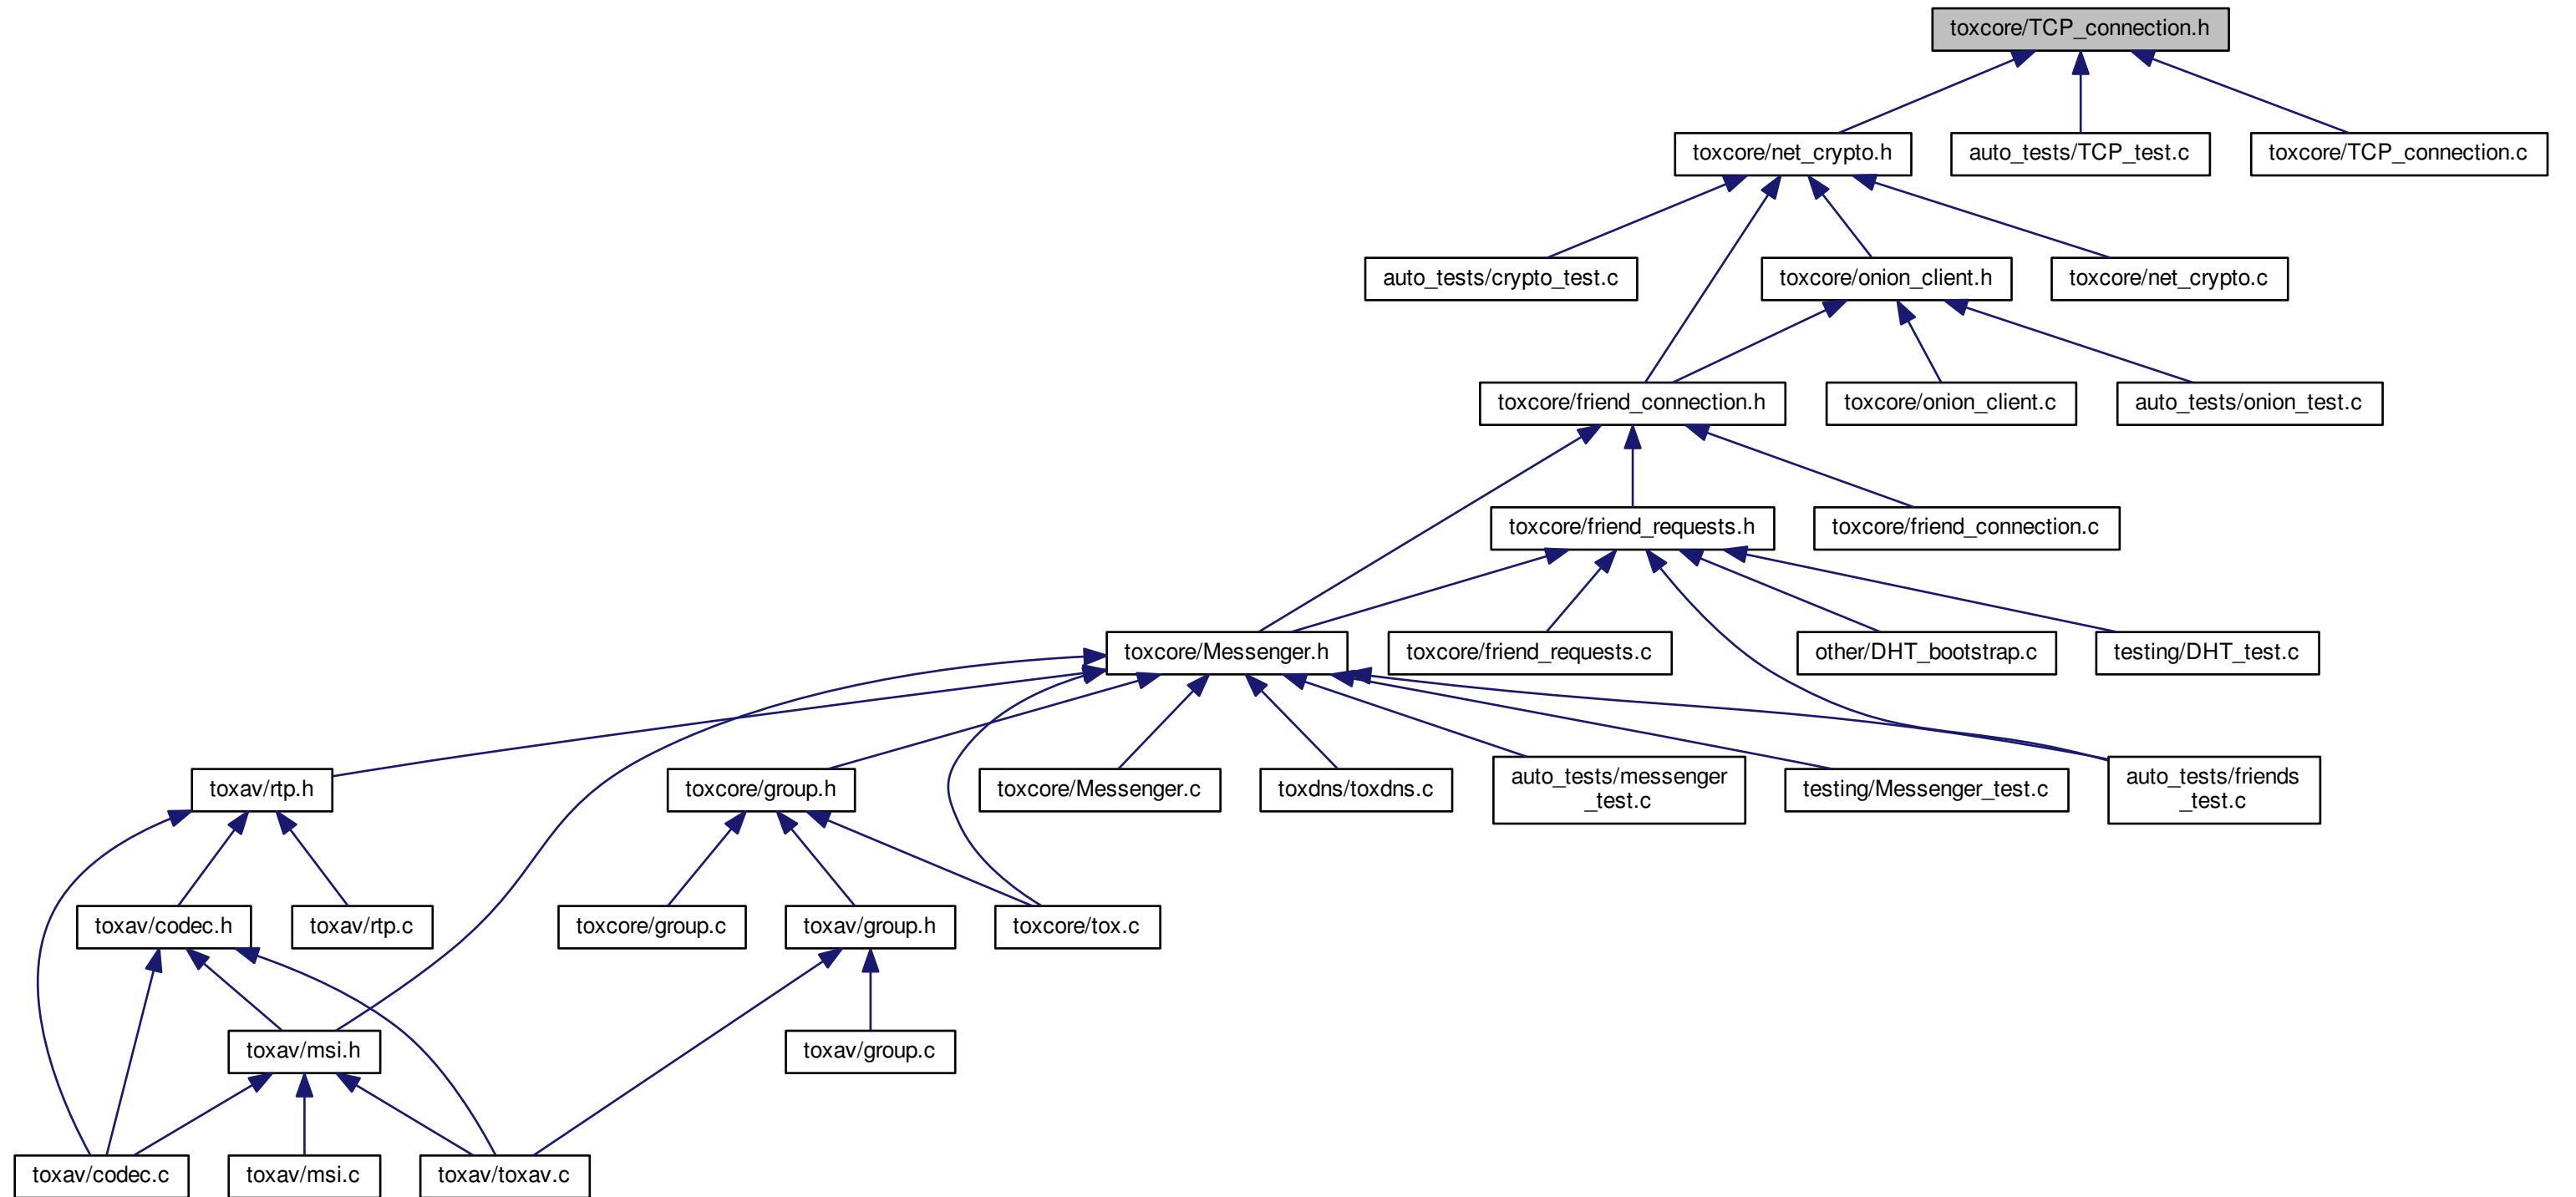 toxcore/TCP_connection.h
toxcore/net_crypto.h
auto_tests/TCP_test.c
toxcore/TCP_connection.c
auto_tests/crypto_test.c
toxcore/onion_client.h
toxcore/net_crypto.c
toxcore/friend_connection.h
toxcore/onion_client.c
auto_tests/onion_test.c
toxcore/friend_requests.h
toxcore/friend_connection.c
toxcore/Messenger.h
toxcore/friend_requests.c
other/DHT_bootstrap.c
testing/DHT_test.c
toxav/rtp.h
toxcore/group.h
toxcore/Messenger.c
toxdns/toxdns.c
auto_tests/messenger
_test.c
testing/Messenger_test.c
auto_tests/friends
_test.c
toxav/codec.h
toxav/rtp.c
toxcore/group.c
toxav/group.h
toxcore/tox.c
toxav/msi.h
toxav/group.c
toxav/codec.c
toxav/msi.c
toxav/toxav.c